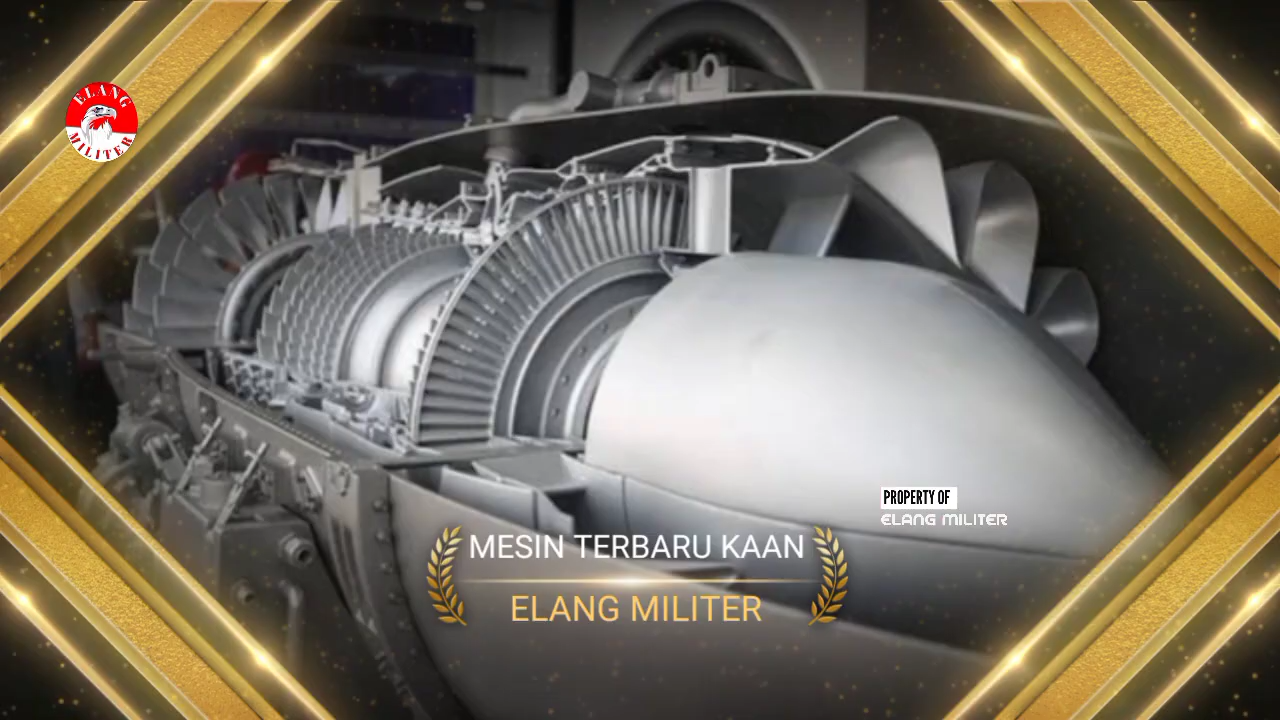 ELANG
MILITER
PROPERTY OF
ELANG MILITER
MESIN TERBARU KAAN
ELANG MILITER